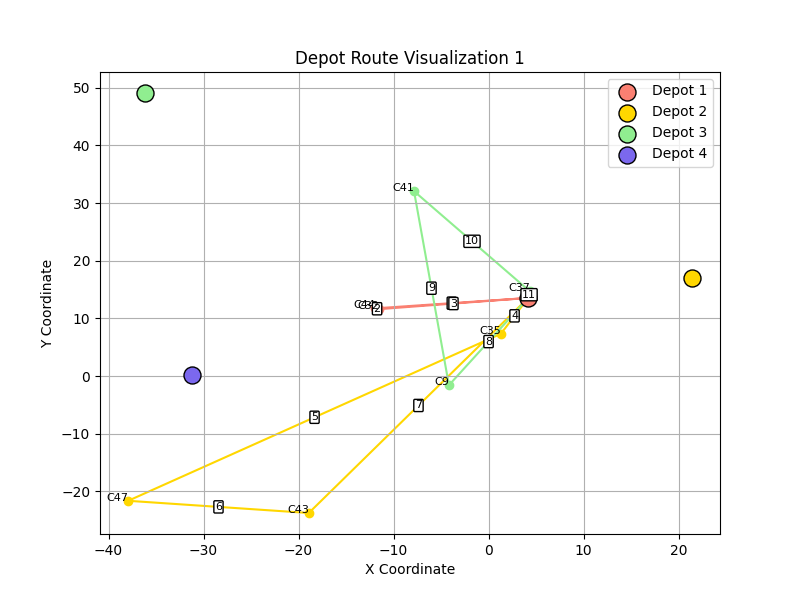 Depot Route Visualization 1
Y Coordinate
50
40
30
20
10
0
−10
−20
Depot 1
Depot 2
Depot 3
Depot 4
C41
10
9
C37
11
C44
2
3
4
C35
8
C9
7
5
C47
6
C43
−40
−30
−20
−10
0
10
20
X Coordinate